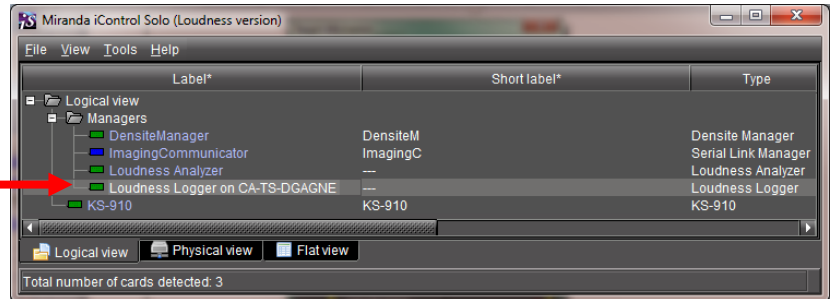 Miranda iControl Solo (Loudness version)
File View Tools Help
Label* Short label* Type
Logical view
Managers
DensiteManager DensiteM Densite Manager
ImagingCommunicator ImagingC Serial Link Manager
Loudness Analyzer --- Loudness Analyzer
Loudness Logger on CA-TS-DGAGNE --- Loudness Logger
KS-910 KS-910 KS-910
Logical view Physical view Flat view
Total number of cards detected: 3